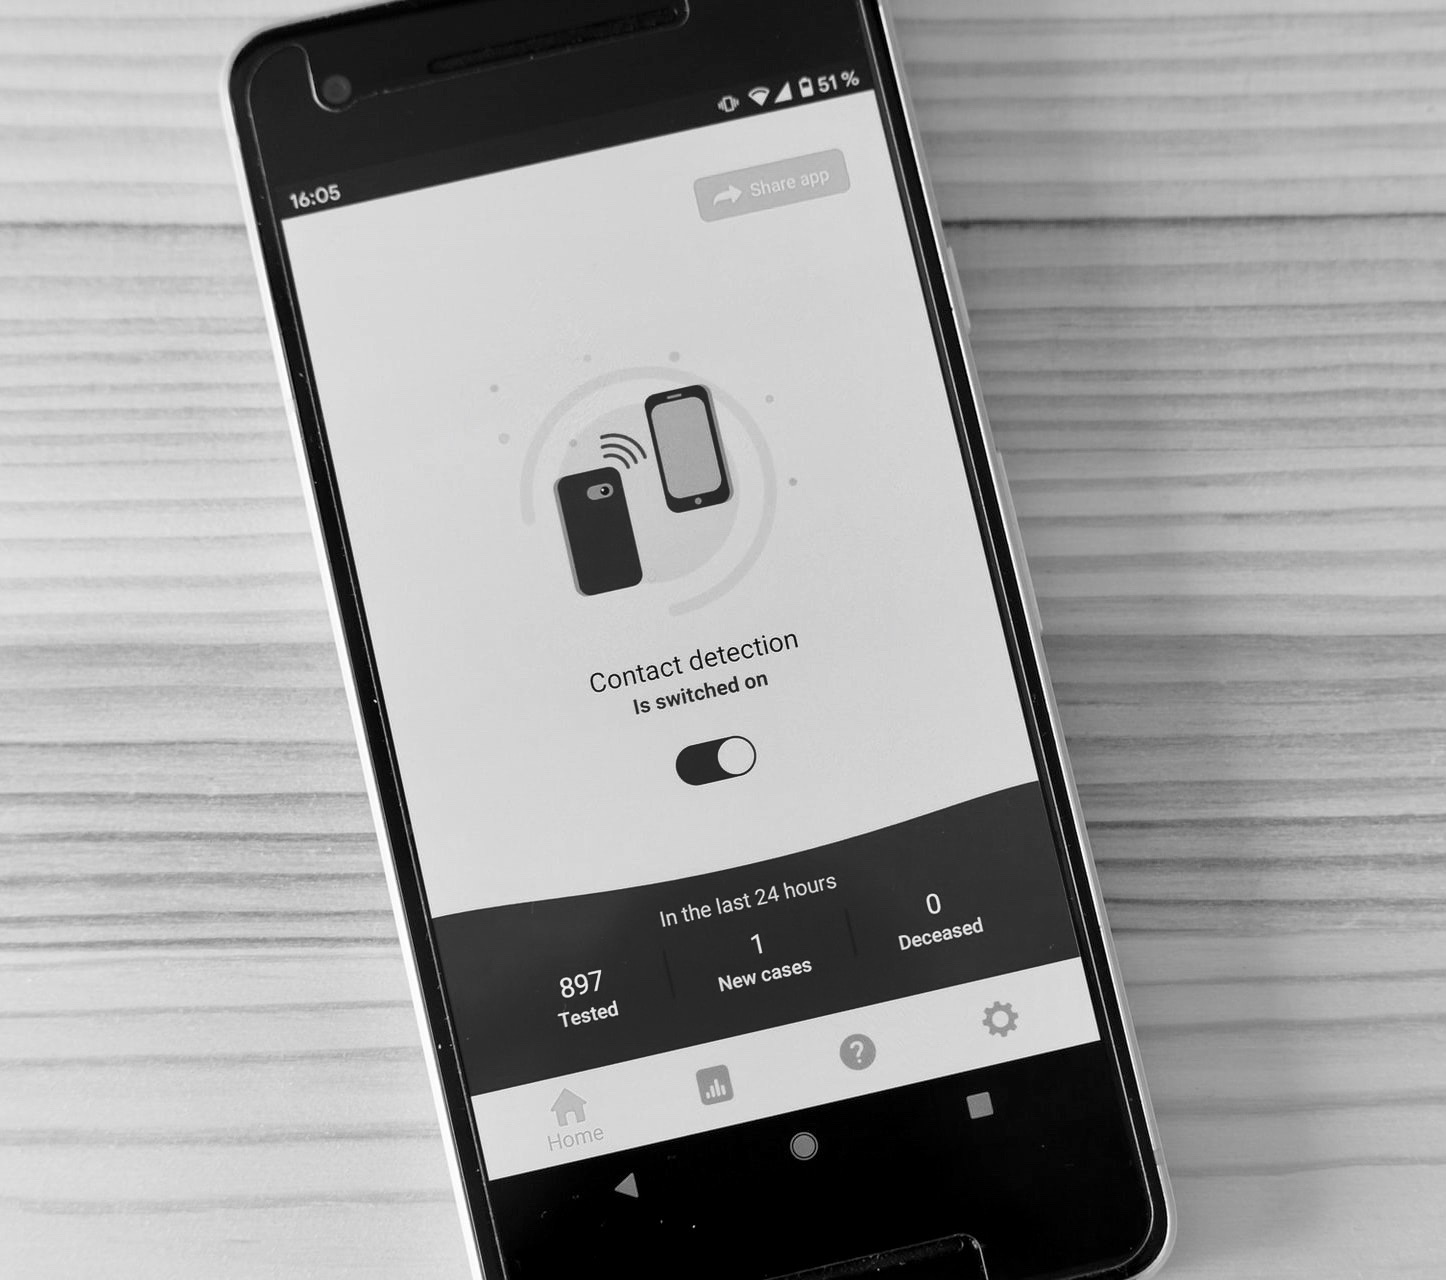 16:05
51 %
Share app
Contact detection
Is switched on
In the last 24 hours
897
Tested
1
New cases
0
Deceased
Home